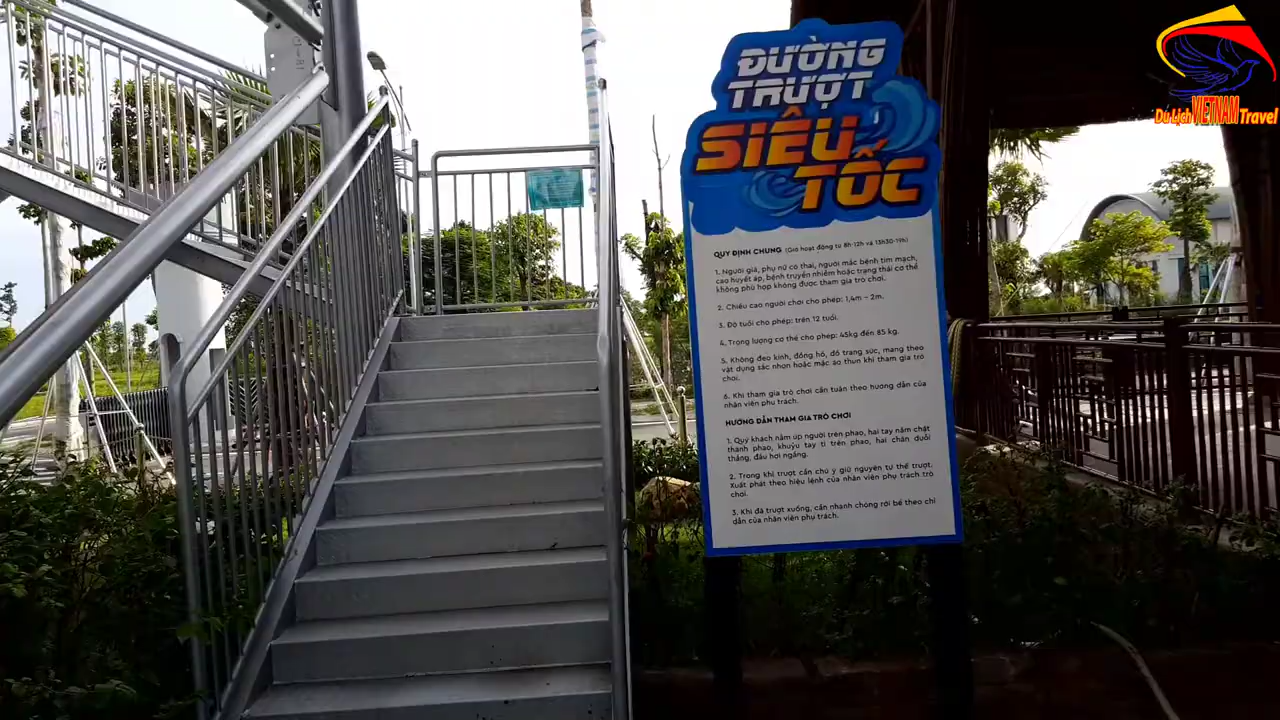 Du Lịch VIETNAM Travel
ĐƯỜNG
TRƯỢT
SIÊU
TỐC
QUY ĐỊNH CHUNG (Giờ hoạt động từ 8h-12h và 13h30-19h)
1. Người già, phụ nữ có thai, người mắc bệnh tim mạch,
cao huyết áp, bệnh truyền nhiễm hoặc trạng thái cơ thể
không phù hợp không được tham gia trò chơi.
2. Chiều cao người chơi cho phép: 1,4m – 2m.
3. Độ tuổi cho phép: trên 12 tuổi.
4. Trọng lượng cơ thể cho phép: 45kg đến 85 kg.
5. Không đeo kính, đồng hồ, đồ trang sức, mang theo
vật dụng sắc nhọn hoặc mặc áo thun khi tham gia trò
chơi.
6. Khi tham gia trò chơi cần tuân theo hướng dẫn của
nhân viên phụ trách.
HƯỚNG DẪN THAM GIA TRÒ CHƠI
1. Quý khách nằm úp người trên phao, hai tay nắm chặt
thanh phao, khuỷu tay tì trên phao, hai chân duỗi
thẳng, đầu hơi ngẩng.
2. Trong khi trượt cần chú ý giữ nguyên tư thế trượt.
Xuất phát theo hiệu lệnh của nhân viên phụ trách trò
chơi.
3. Khi đã trượt xuống, cần nhanh chóng rời bể theo chỉ
dẫn của nhân viên phụ trách.